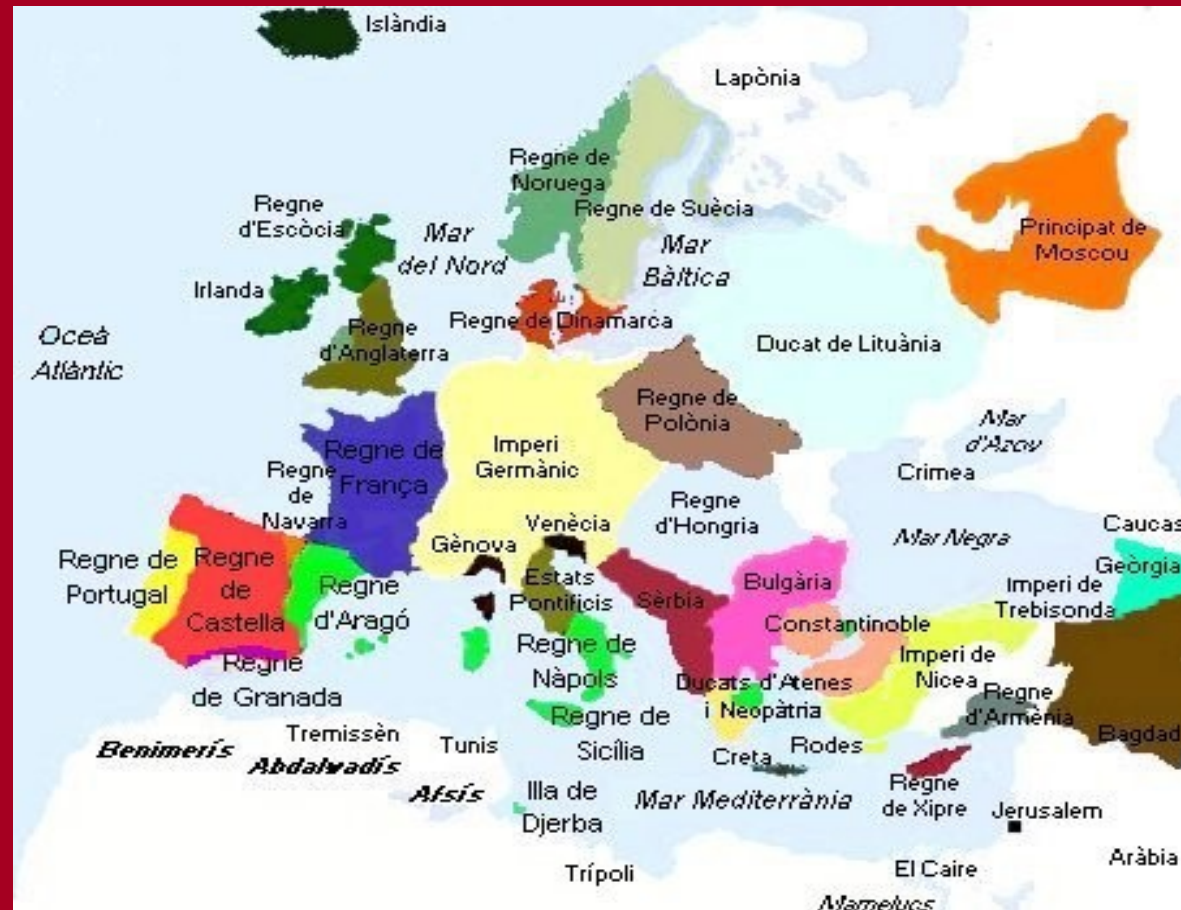 Islàndia
Lapònia
Regne de
Noruega
Regne de Suècia
Principat de
Moscou
Regne
d'Escòcia
Mar
del Nord
Mar
Bàltica
Irlanda
Regne
d'Anglaterra
Regne de Dinamarca
Oceà
Atlàntic
Ducat de Lituània
Regne de
Polònia
Imperi
Germànic
Mar
d'Azov
Crimea
Regne de
França
Regne
de
Navarra
Regne
d'Hongria
Venècia
Gènova
Mar Negra
Caucas
Geòrgia
Regne de
Portugal
Regne
de
Castella
Regne
d'Aragó
Estats
Pontificis
Sèrbia
Bulgària
Imperi de
Trebisonda
Constantinoble
Regne
de Granada
Regne de
Nàpols
Ducats d'Atenes
i Neopàtria
Imperi de
Nicea
Regne
d'Armènia
Bagdad
Benimerís
Tremissèn
Abdalwadís
Tunis
Regne de
Sicília
Creta
Rodes
Afsís
Illa de
Djerba
Mar Mediterrània
Regne
de Xipre
Jerusalem
Trípoli
El Caire
Aràbia
Mamelucs